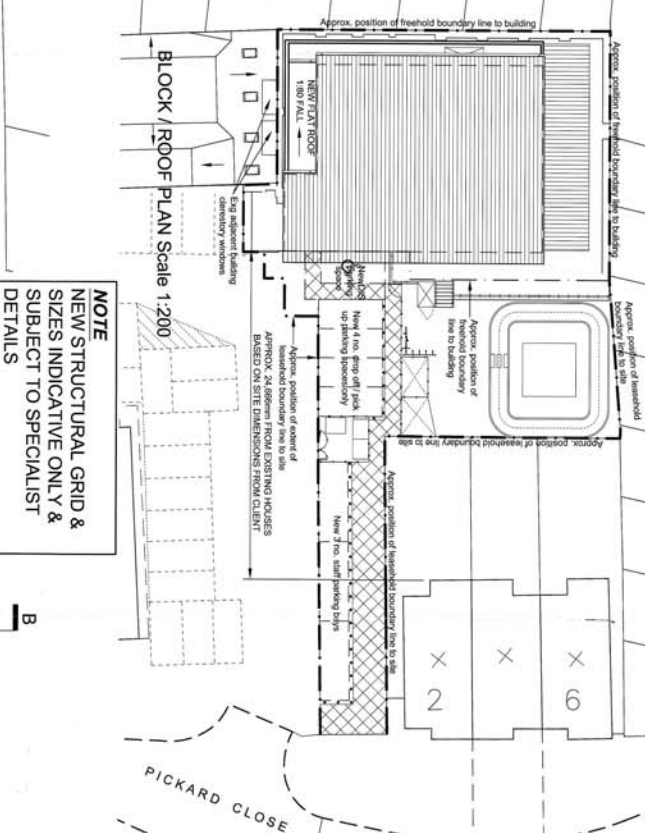 Approx. position of freehold boundary line to building
Approx. position of freehold boundary line to building
Approx. position of leasehold
boundary line to site
NEW FLAT ROOF
1:80 FALL
BLOCK / ROOF PLAN Scale 1:200
Exg adjacent building
clerestory windows
parking
space
New 4 no. drop off / pick
up parking spaces only
Approx. position of
freehold boundary
line to building
Approx. position of leasehold boundary line to site
Approx. position of extent of
leasehold boundary line to site
APPROX. 24,666mm FROM EXISTING HOUSES
BASED ON SITE DIMENSIONS FROM CLIENT
Approx. position of leasehold boundary line to site
New 3 no. staff parking bays
2
6
PICKARD CLOSE
NOTE
NEW STRUCTURAL GRID &
SIZES INDICATIVE ONLY &
SUBJECT TO SPECIALIST
DETAILS
B